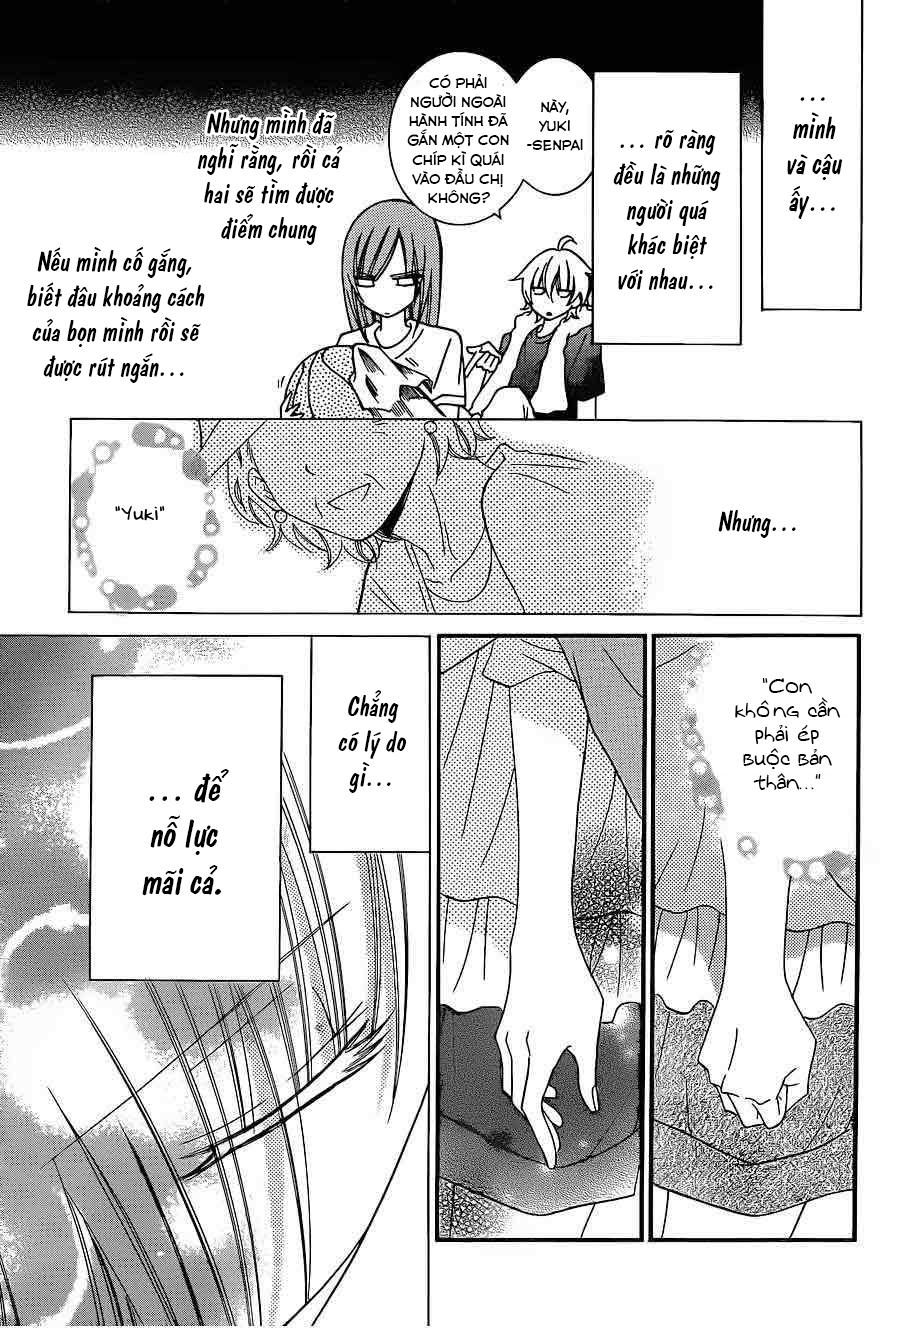 ...
mình
và cậu
ấy...
... rõ ràng
đều là những
người quá
khác biệt
với nhau...
NÀY,
YUKI
-SENPAI
CÓ PHẢI
NGƯỜI NGOÀI
HÀNH TINH ĐÃ
GẮN MỘT CON
CHÍP KÌ QUÁI
VÀO ĐẦU CHỊ
KHÔNG?
Nhưng mình đã
nghĩ rằng, rồi cả
hai sẽ tìm được
điểm chung
Nếu mình cố gắng,
biết đâu khoảng cách
của bọn mình rồi sẽ
được rút ngắn...
Nhưng...
"Yuki"
"Con
không cần
phải ép
buộc bản
thân..."
Chẳng
có lý do
gì...
... để
nỗ lực
mãi cả.